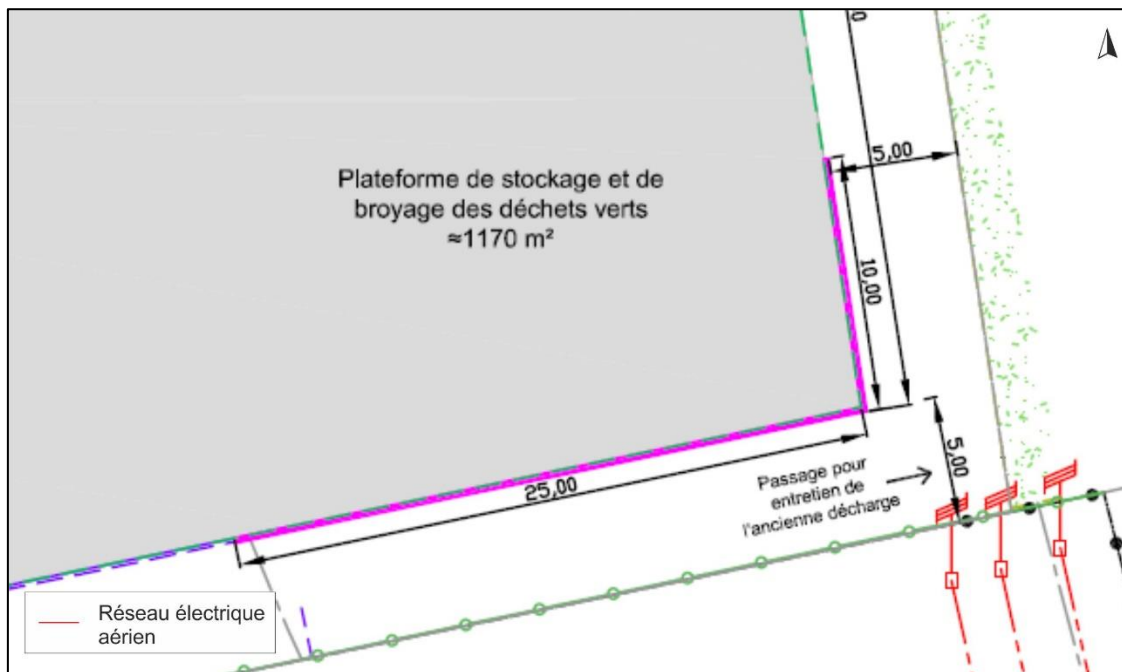 Plateforme de stockage et de
broyage des déchets verts
≈1170 m²
5,00
10,00
5,00
25,00
Passage pour
entretien de
l'ancienne décharge
Réseau électrique
aérien